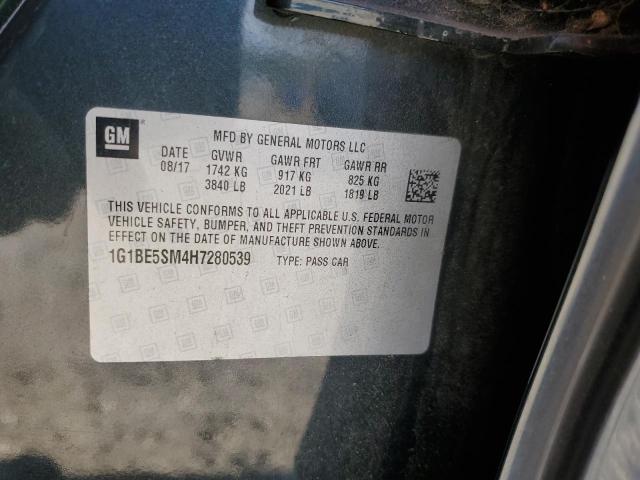 GM
MFD BY GENERAL MOTORS LLC
DATE GVWR GAWR FRT GAWR RR
08/17 1742 KG 917 KG 825 KG
3840 LB 2021 LB 1819 LB
THIS VEHICLE CONFORMS TO ALL APPLICABLE U.S. FEDERAL MOTOR
VEHICLE SAFETY, BUMPER, AND THEFT PREVENTION STANDARDS IN
EFFECT ON THE DATE OF MANUFACTURE SHOWN ABOVE.
1G1BE5SM4H7280539 TYPE: PASS CAR